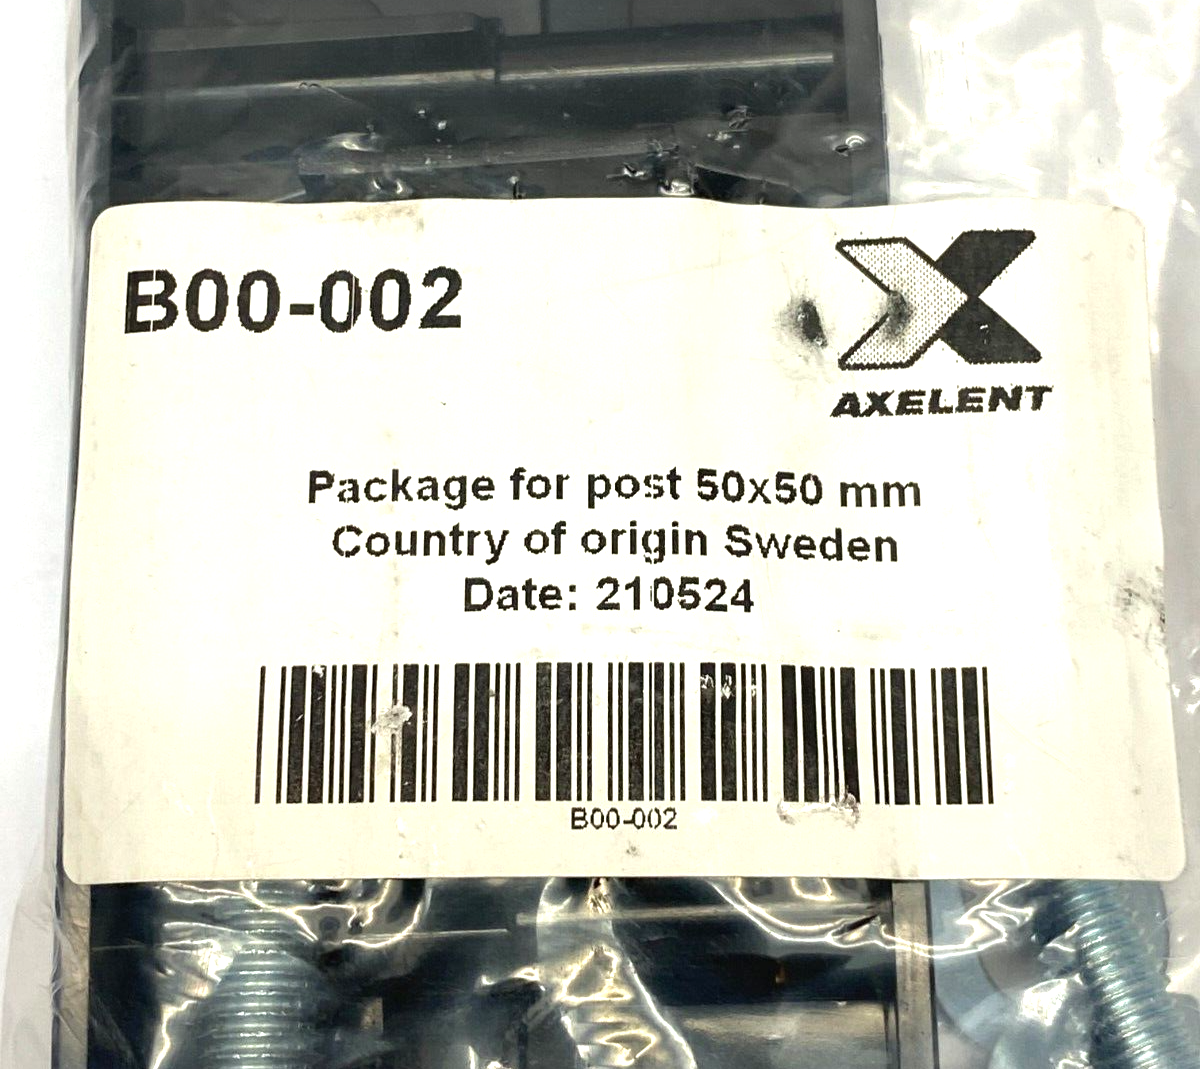 B00-002
AXELENT
Package for post 50x50 mm
Country of origin Sweden
Date: 210524
B00-002